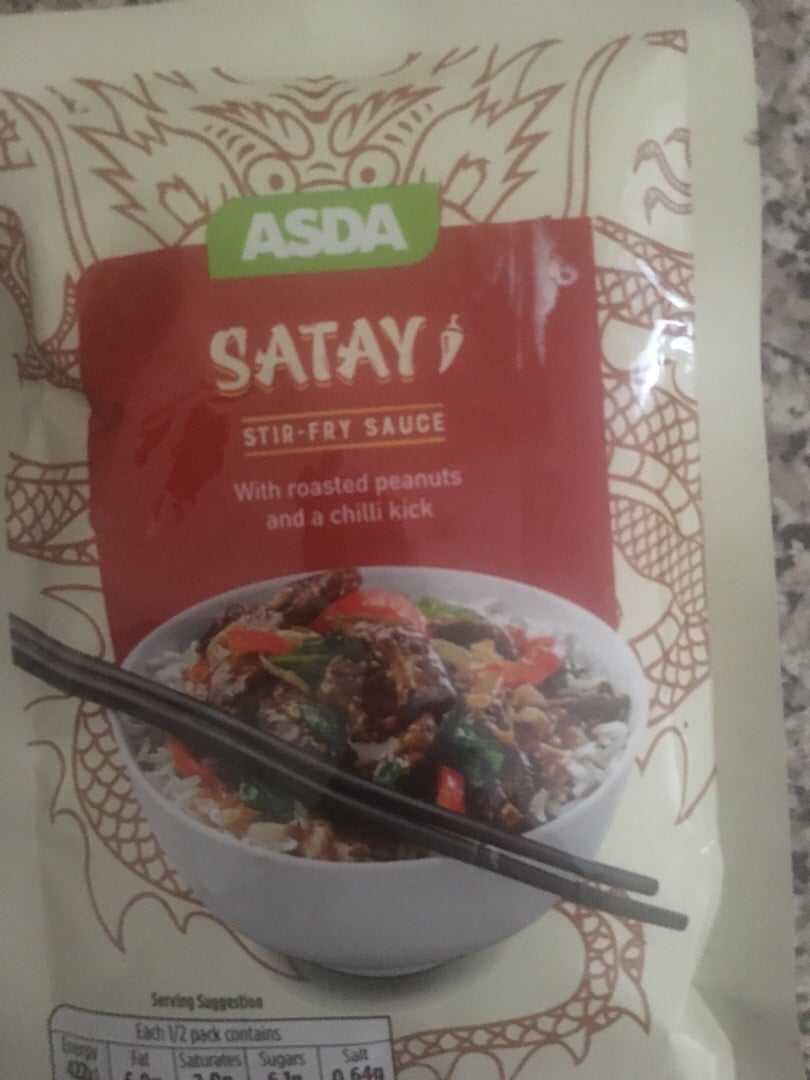 ASDA
SATAY
STIR-FRY SAUCE
With roasted peanuts
and a chilli kick
Serving Suggestion
Each 1/2 pack contains
Energy Fat Saturates Sugars Salt
0.64g